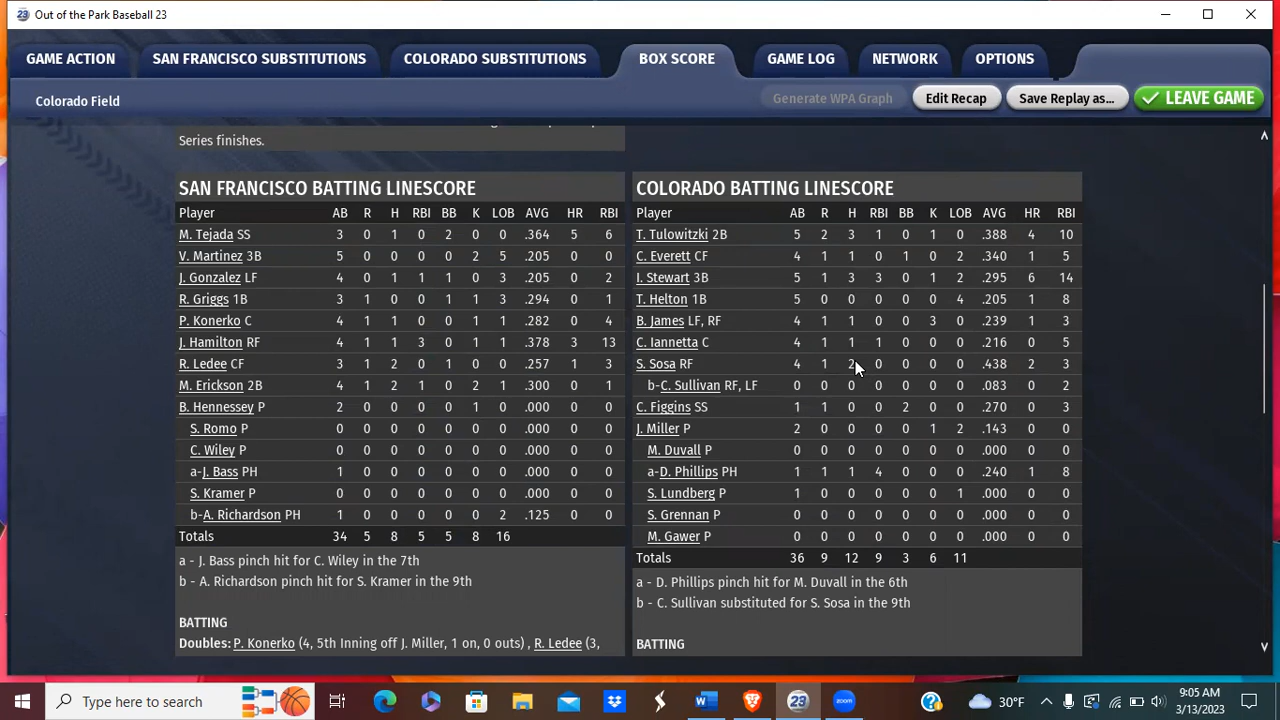 23 Out of the Park Baseball 23
GAME ACTION SAN FRANCISCO SUBSTITUTIONS COLORADO SUBSTITUTIONS BOX SCORE GAME LOG NETWORK OPTIONS
Colorado Field Generate WPA Graph Edit Recap Save Replay as... LEAVE GAME
Series finishes.
SAN FRANCISCO BATTING LINESCORE
Player AB R H RBI BB K LOB AVG HR RBI
M. Tejada SS 3 0 1 0 2 0 0 .364 5 6
V. Martinez 3B 5 0 0 0 0 2 5 .205 0 0
J. Gonzalez LF 4 0 1 1 1 0 3 .205 0 2
R. Griggs 1B 3 1 0 0 1 1 3 .294 0 1
P. Konerko C 4 1 1 0 0 1 1 .282 0 4
J. Hamilton RF 4 1 1 3 0 1 1 .378 3 13
R. Ledee CF 3 1 2 0 1 0 0 .257 1 3
M. Erickson 2B 4 1 2 1 0 2 1 .300 0 1
B. Hennessey P 2 0 0 0 0 1 0 .000 0 0
S. Romo P 0 0 0 0 0 0 0 .000 0 0
C. Wiley P 0 0 0 0 0 0 0 .000 0 0
a-J. Bass PH 1 0 0 0 0 0 0 .000 0 0
S. Kramer P 0 0 0 0 0 0 0 .000 0 0
b-A. Richardson PH 1 0 0 0 0 0 2 .125 0 0
Totals 34 5 8 5 5 8 16
a - J. Bass pinch hit for C. Wiley in the 7th
b - A. Richardson pinch hit for S. Kramer in the 9th
BATTING
Doubles: P. Konerko (4, 5th Inning off J. Miller, 1 on, 0 outs) , R. Ledee (3,
COLORADO BATTING LINESCORE
Player AB R H RBI BB K LOB AVG HR RBI
T. Tulowitzki 2B 5 2 3 1 0 1 0 .388 4 10
C. Everett CF 4 1 1 0 1 0 2 .340 1 5
I. Stewart 3B 5 1 3 3 0 1 2 .295 6 14
T. Helton 1B 5 0 0 0 0 0 4 .205 1 8
B. James LF, RF 4 1 1 0 0 3 0 .239 1 3
C. Iannetta C 4 1 1 1 0 0 0 .216 0 5
S. Sosa RF 4 1 2 0 0 0 0 .438 2 3
b-C. Sullivan RF, LF 0 0 0 0 0 0 0 .083 0 2
C. Figgins SS 1 1 0 0 2 0 0 .270 0 3
J. Miller P 2 0 0 0 0 1 2 .143 0 0
M. Duvall P 0 0 0 0 0 0 0 .000 0 0
a-D. Phillips PH 1 1 1 4 0 0 0 .240 1 8
S. Lundberg P 1 0 0 0 0 0 1 .000 0 0
S. Grennan P 0 0 0 0 0 0 0 .000 0 0
M. Gawer P 0 0 0 0 0 0 0 .000 0 0
Totals 36 9 12 9 3 6 11
a - D. Phillips pinch hit for M. Duvall in the 6th
b - C. Sullivan substituted for S. Sosa in the 9th
BATTING
Type here to search 23 zoom 30°F 9:05 AM
3/13/2023